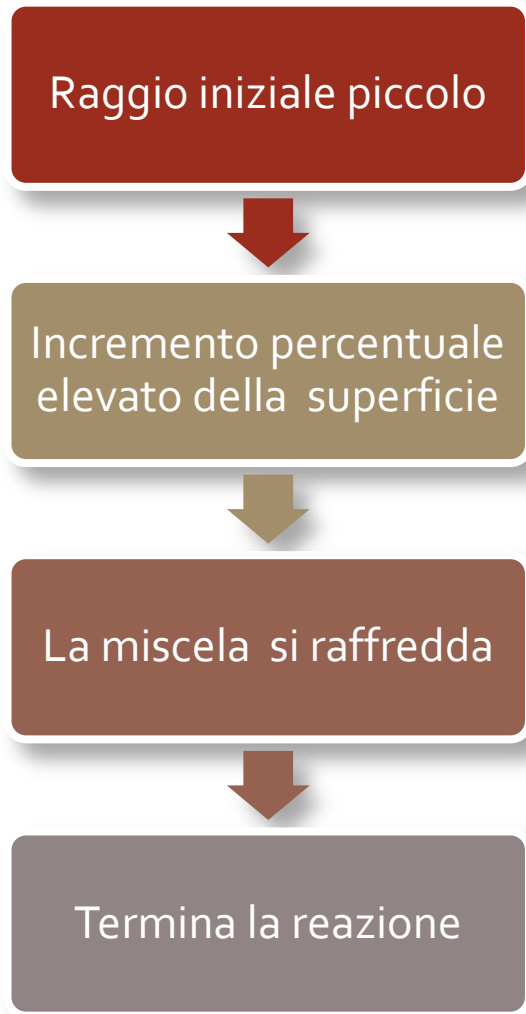 Raggio iniziale piccolo
Incremento percentuale
elevato della  superficie
La miscela  si raffredda
Termina la reazione